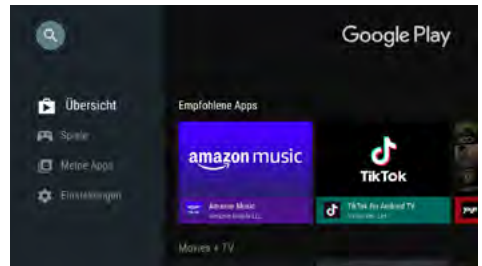 Google Play
Übersicht
Spiele
Meine Apps
Einstellungen
Empfohlene Apps
amazon music
Amazon Music
TikTok
TikTok for Android TV
Movies + TV